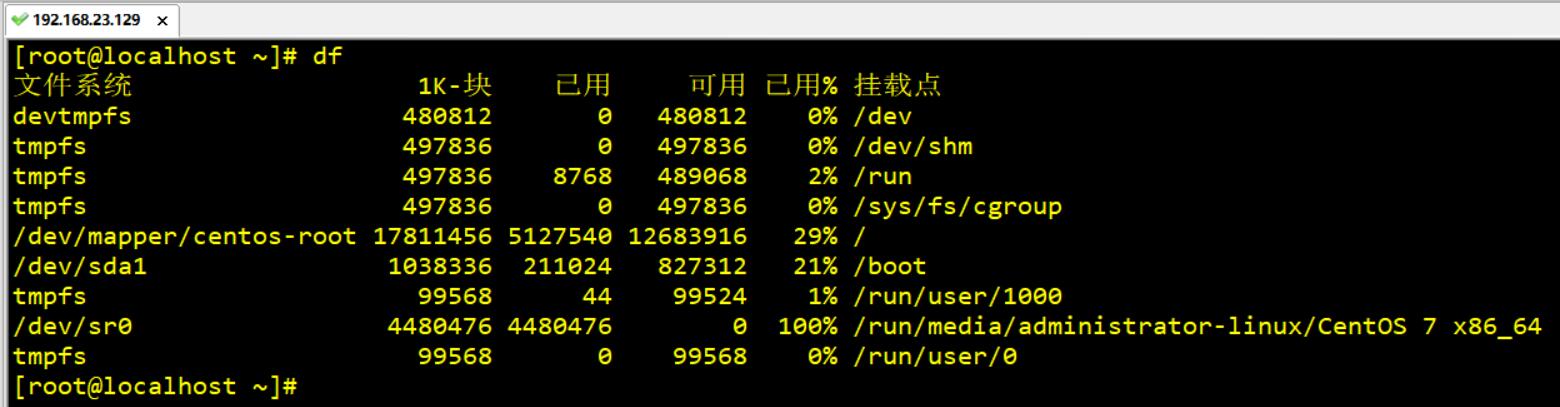 192.168.23.129 ×
[root@localhost ~]# df
文件系统 1K-块 已用 可用 已用% 挂载点
devtmpfs 480812 0 480812 0% /dev
tmpfs 497836 0 497836 0% /dev/shm
tmpfs 497836 8768 489068 2% /run
tmpfs 497836 0 497836 0% /sys/fs/cgroup
/dev/mapper/centos-root 17811456 5127540 12683916 29% /
/dev/sda1 1038336 211024 827312 21% /boot
tmpfs 99568 44 99524 1% /run/user/1000
/dev/sr0 4480476 4480476 0 100% /run/media/administrator-linux/CentOS 7 x86_64
tmpfs 99568 0 99568 0% /run/user/0
[root@localhost ~]#